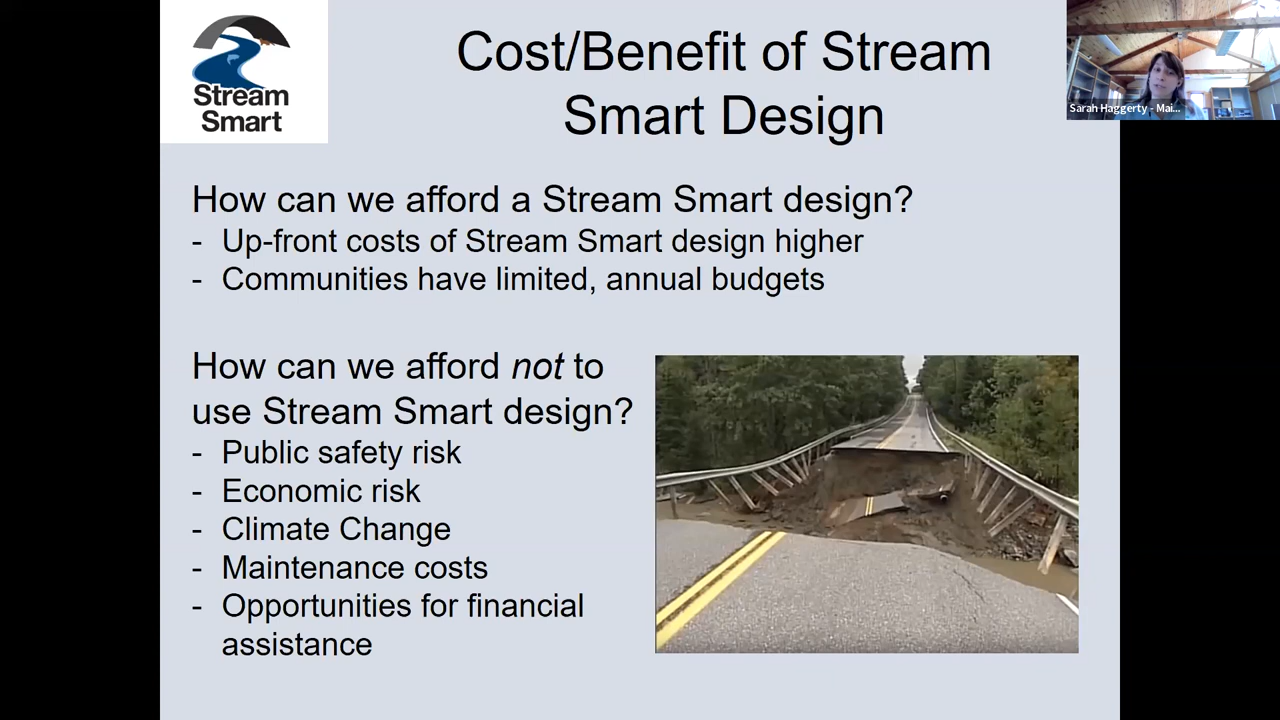 Stream
Smart
Cost/Benefit of Stream
Smart Design
Sarah Haggerty - Mai...
How can we afford a Stream Smart design?
- Up-front costs of Stream Smart design higher
- Communities have limited, annual budgets
How can we afford not to
use Stream Smart design?
- Public safety risk
- Economic risk
- Climate Change
- Maintenance costs
- Opportunities for financial
assistance